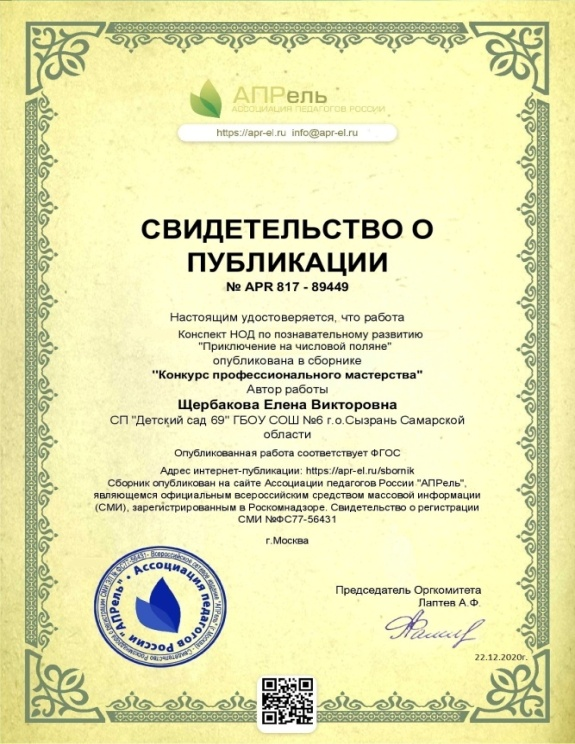 АПРель
АССОЦИАЦИЯ ПЕДАГОГОВ РОССИИ
https://apr-el.ru info@apr-el.ru
СВИДЕТЕЛЬСТВО О
ПУБЛИКАЦИИ
№ APR 817 - 89449
Настоящим удостоверяется, что работа
Конспект НОД по познавательному развитию
"Приключение на числовой поляне"
опубликована в сборнике
"Конкурс профессионального мастерства"
Автор работы
Щербакова Елена Викторовна
СП "Детский сад 69" ГБОУ СОШ №6 г.о.Сызрань Самарской
области
Опубликованная работа соответствует ФГОС
Адрес интернет-публикации: https://apr-el.ru/sbornik
Сборник опубликован на сайте Ассоциации педагогов России "АПРель",
являющемся официальным всероссийским средством массовой информации
(СМИ), зарегистрированным в Роскомнадзоре. Свидетельство о регистрации
СМИ №ФС77-56431
г.Москва
Ассоциация педагогов России "АПРель"
Председатель Оргкомитета
Лаптев А.Ф.
22.12.2020г.